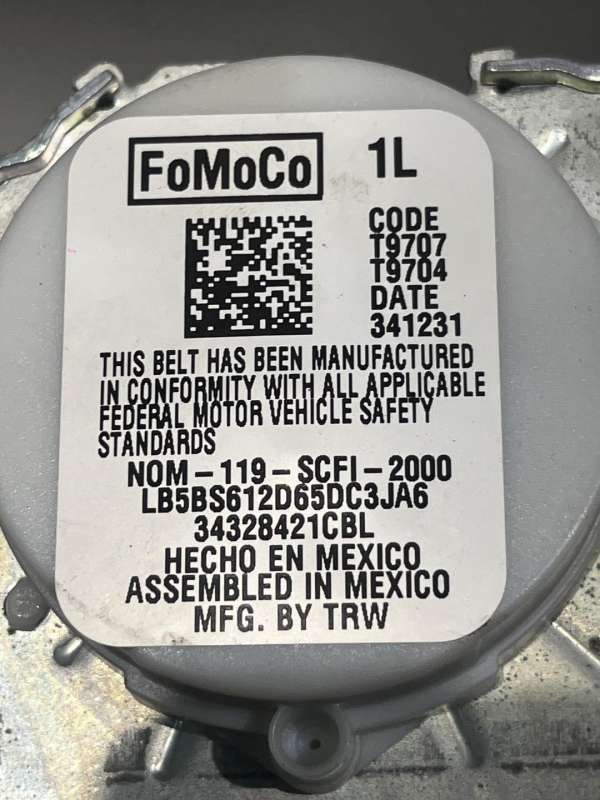 FoMoCo 1L
CODE
T9707
T9704
DATE
341231
THIS BELT HAS BEEN MANUFACTURED
IN CONFORMITY WITH ALL APPLICABLE
FEDERAL MOTOR VEHICLE SAFETY
STANDARDS
NOM-119-SCFI-2000
LB5BS612D65DC3JA6
34328421CBL
HECHO EN MEXICO
ASSEMBLED IN MEXICO
MFG. BY TRW